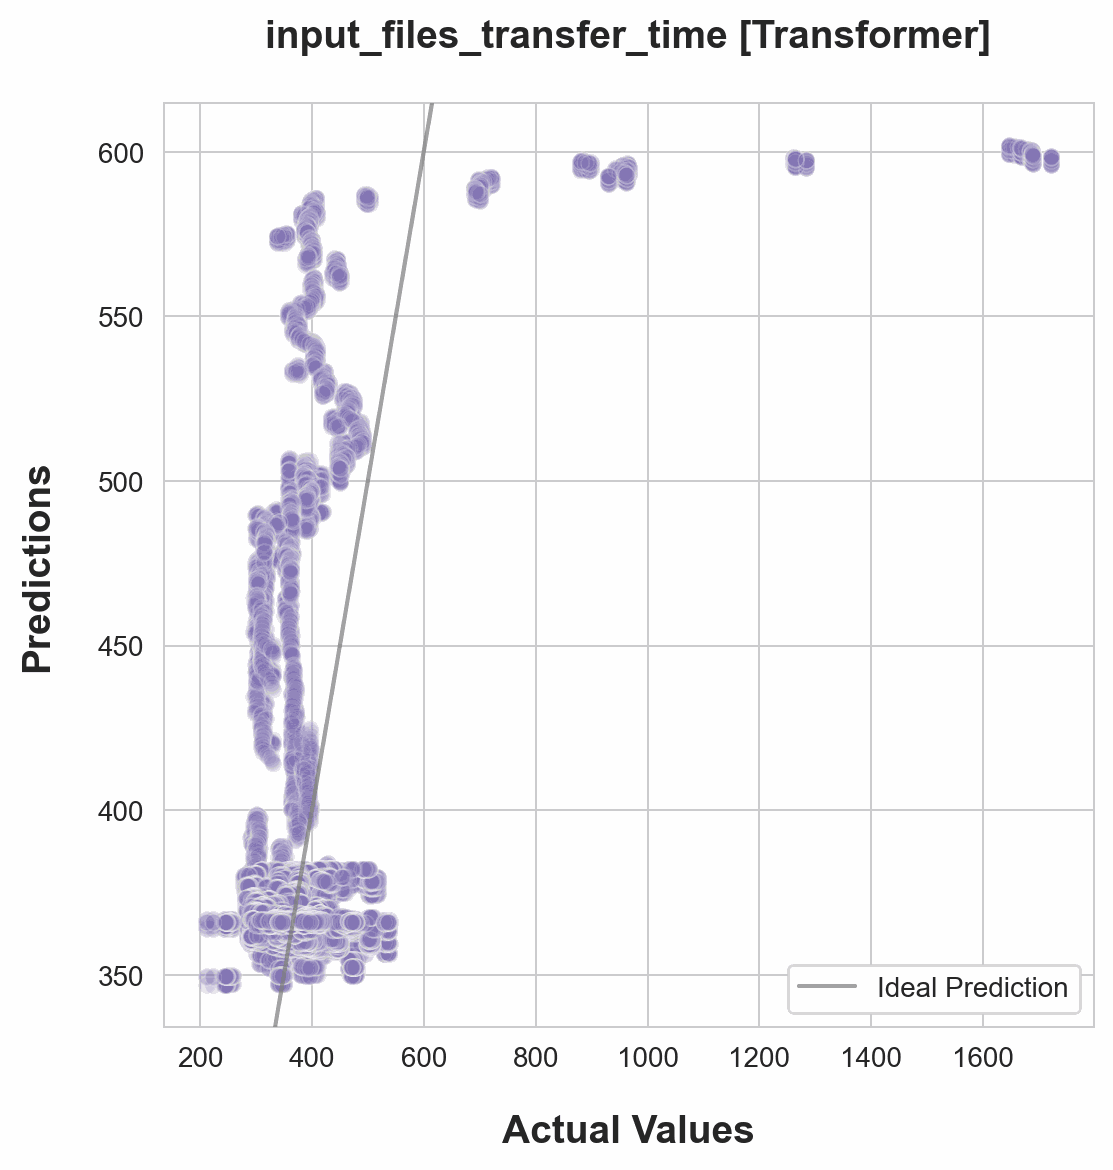 input_files_transfer_time [Transformer]
600
550
500
450
400
350
Predictions
Ideal Prediction
200 400 600 800 1000 1200 1400 1600
Actual Values